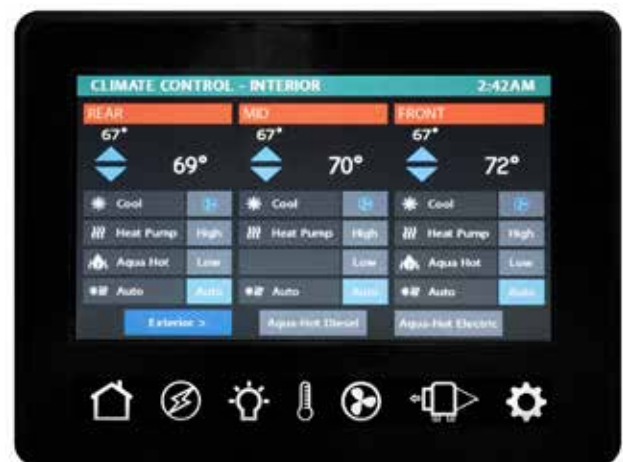 CLIMATE CONTROL - INTERIOR 2:42AM
REAR MID FRONT
67° 67° 67°
69° 70° 72°
Cool Cool Cool
Heat Pump High Heat Pump High Heat Pump High
Aqua Hot Low Low Aqua Hot Low
Auto Auto Auto Auto Auto Auto
Exterior > Aqua-Hot Diesel Aqua-Hot Electric